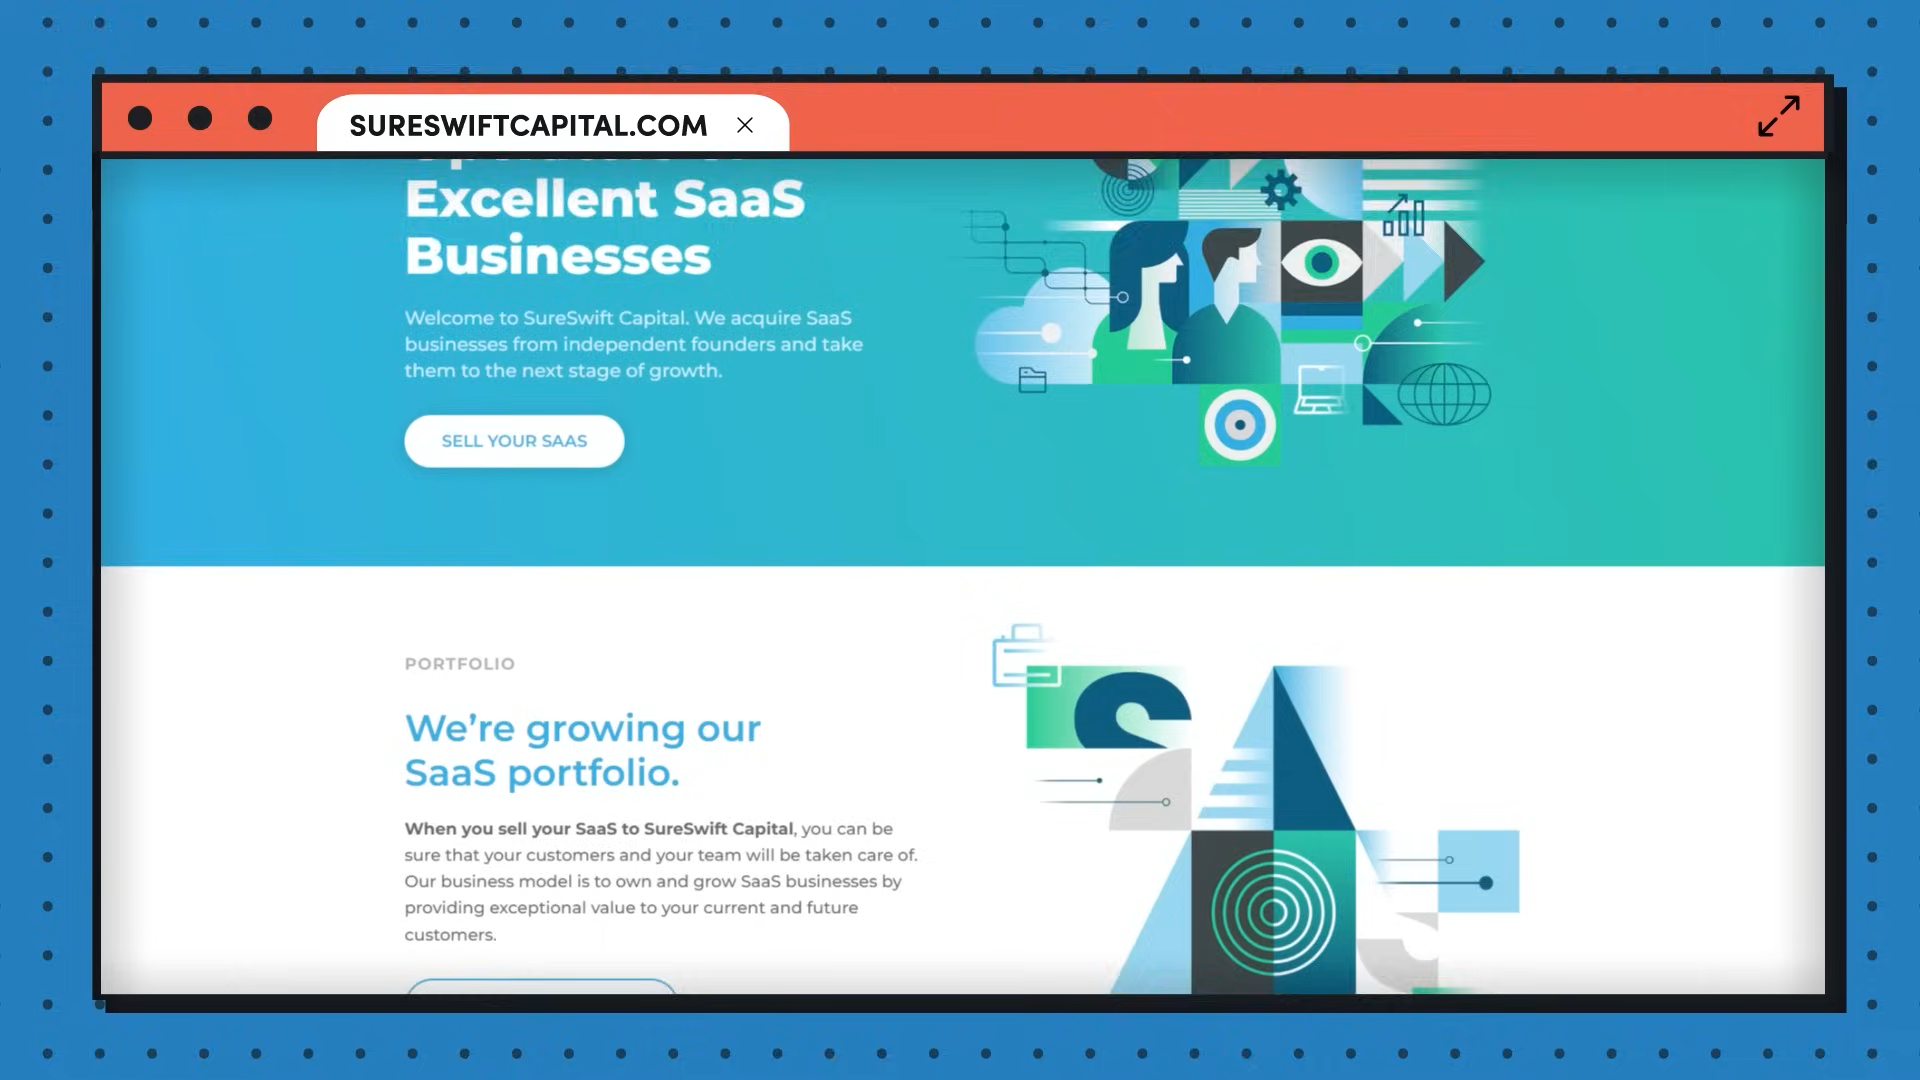 SURESWIFTCAPITAL.COM
Excellent SaaS
Businesses
Welcome to SureSwift Capital. We acquire SaaS
businesses from independent founders and take
them to the next stage of growth.
SELL YOUR SAAS
PORTFOLIO
We’re growing our
SaaS portfolio.
When you sell your SaaS to SureSwift Capital, you can be
sure that your customers and your team will be taken care of.
Our business model is to own and grow SaaS businesses by
providing exceptional value to your current and future
customers.